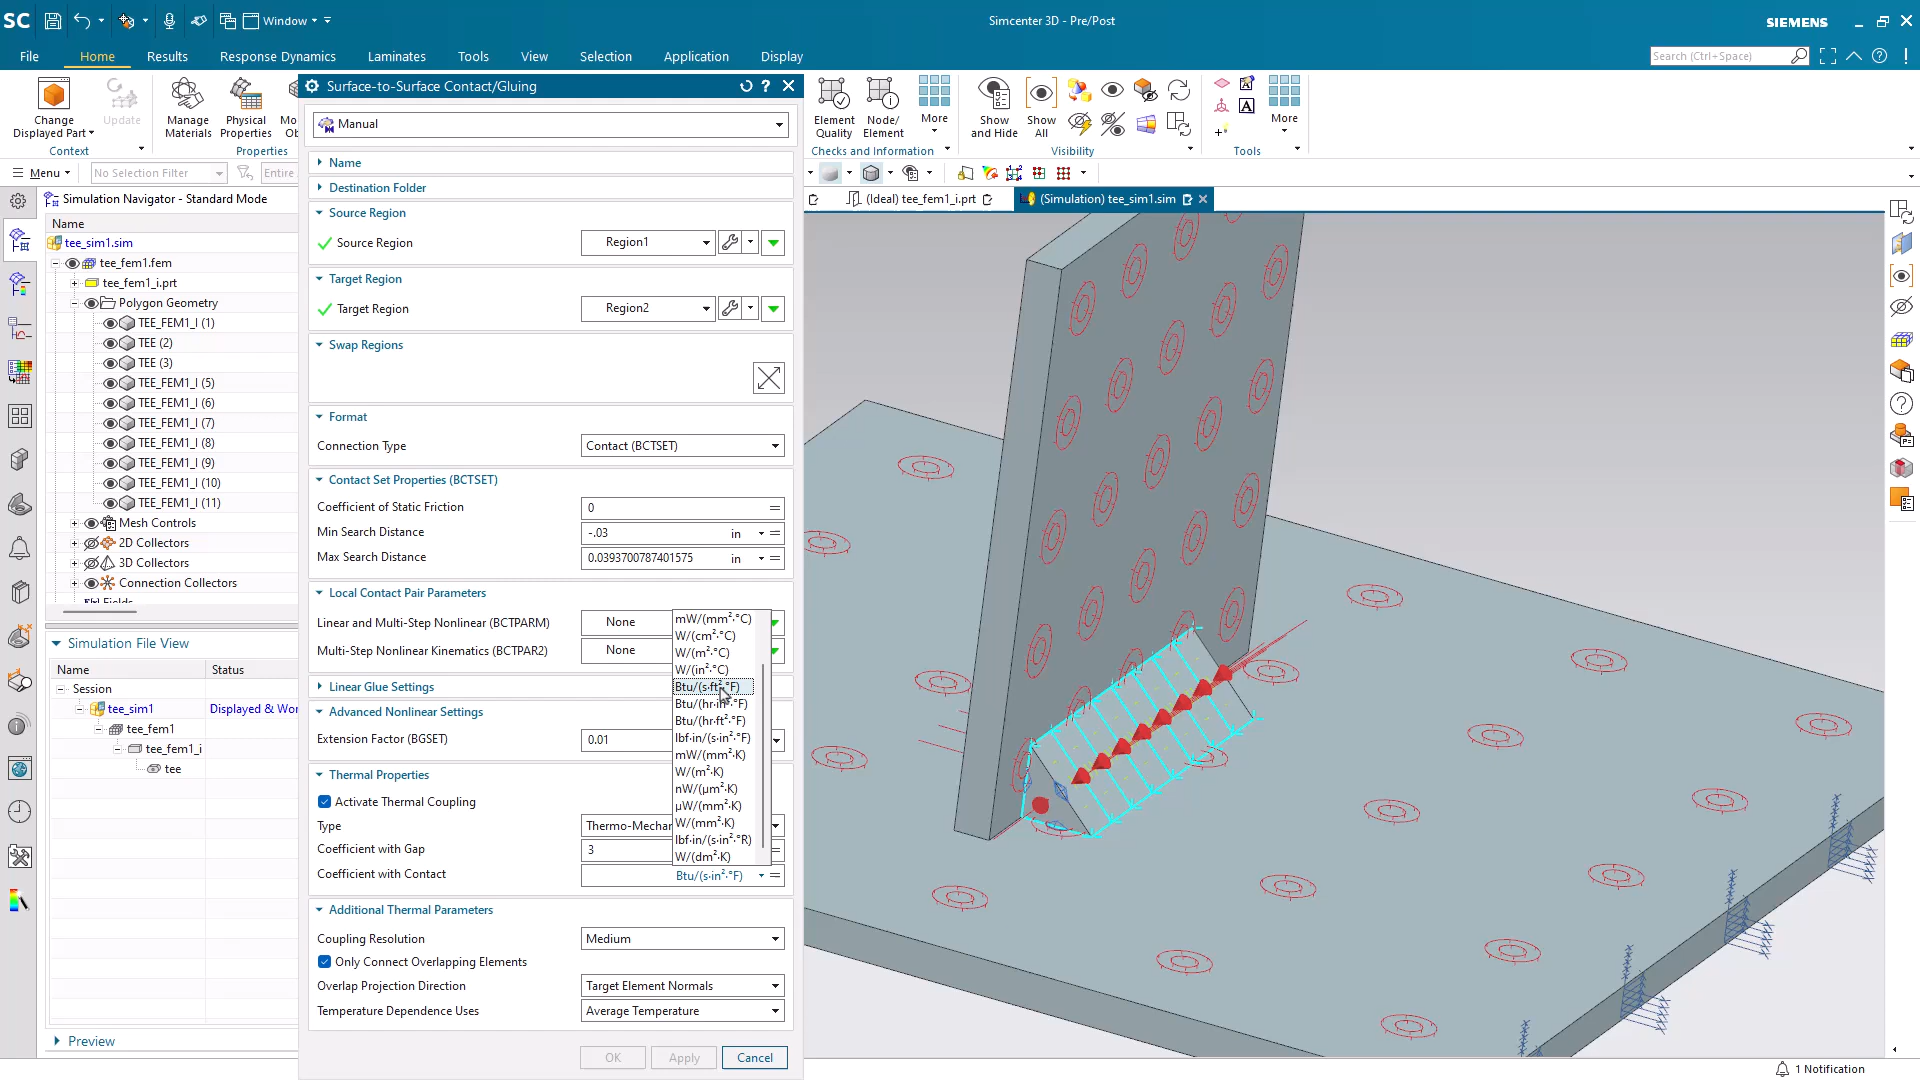 SC
Window
Simcenter 3D - Pre/Post
SIEMENS
File
Home
Results
Response Dynamics
Laminates
Tools
View
Selection
Application
Display
Search (Ctrl+Space)
Change
Displayed Part
Update
Context
Manage
Materials
Physical
Properties
Properties
Surface-to-Surface Contact/Gluing
Element
Quality
Node/
Element
More
Checks and Information
Show
and Hide
Show
All
Visibility
More
Tools
Menu
No Selection Filter
Entire
(Ideal) tee_fem1_i.prt
(Simulation) tee_sim1.sim
Simulation Navigator - Standard Mode
Name
tee_sim1.sim
tee_fem1.fem
tee_fem1_i.prt
Polygon Geometry
TEE_FEM1_I (1)
TEE (2)
TEE (3)
TEE_FEM1_I (5)
TEE_FEM1_I (6)
TEE_FEM1_I (7)
TEE_FEM1_I (8)
TEE_FEM1_I (9)
TEE_FEM1_I (10)
TEE_FEM1_I (11)
Mesh Controls
2D Collectors
3D Collectors
Connection Collectors
Fields
Simulation File View
Name
Status
Session
tee_sim1
Displayed & Wor
tee_fem1
tee_fem1_i
tee
Preview
Manual
Name
Destination Folder
Source Region
Source Region
Region1
Target Region
Target Region
Region2
Swap Regions
Format
Connection Type
Contact (BCTSET)
Contact Set Properties (BCTSET)
Coefficient of Static Friction
0
Min Search Distance
-.03
in
Max Search Distance
0.0393700787401575
in
Local Contact Pair Parameters
Linear and Multi-Step Nonlinear (BCTPARM)
None
Multi-Step Nonlinear Kinematics (BCTPAR2)
None
Linear Glue Settings
Advanced Nonlinear Settings
Extension Factor (BGSET)
0.01
Thermal Properties
Activate Thermal Coupling
Type
Thermo-Mechan
Coefficient with Gap
3
Coefficient with Contact
mW/(mm²·°C)
W/(cm²·°C)
W/(m²·°C)
W/(in²·°C)
Btu/(s·ft²·°F)
Btu/(hr·in²·°F)
Btu/(hr·ft²·°F)
lbf·in/(s·in²·°F)
mW/(mm²·K)
W/(m²·K)
nW/(µm²·K)
µW/(mm²·K)
W/(mm²·K)
lbf·in/(s·in²·°R)
W/(dm²·K)
Btu/(s·in²·°F)
Additional Thermal Parameters
Coupling Resolution
Medium
Only Connect Overlapping Elements
Overlap Projection Direction
Target Element Normals
Temperature Dependence Uses
Average Temperature
OK
Apply
Cancel
1 Notification